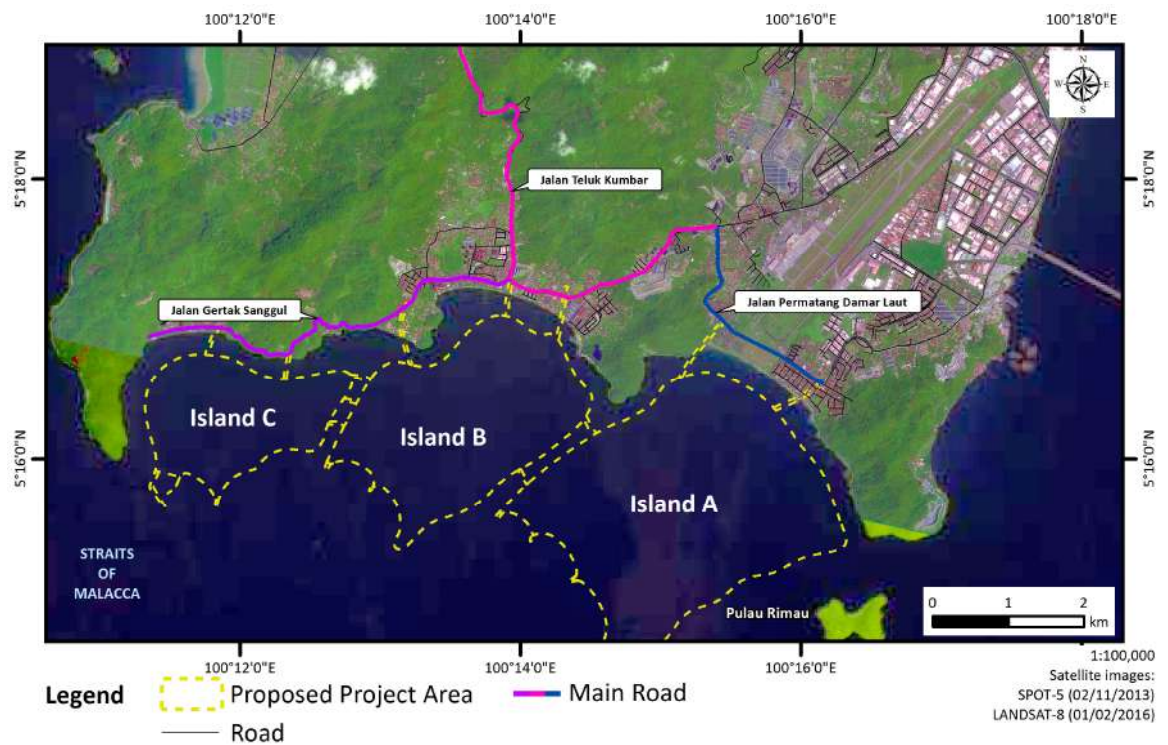 100°12'0"E
100°14'0"E
100°16'0"E
100°18'0"E
N
W
E
S
5°18'0"N
Jalan Teluk Kumbar
5°18'0"N
Jalan Gertak Sanggul
Jalan Permatang Damar Laut
Island C
Island B
5°16'0"N
5°16'0"N
Island A
STRAITS
OF
MALACCA
Pulau Rimau
0 1 2
km
100°12'0"E
100°14'0"E
100°16'0"E
100°18'0"E
1:100,000
Satellite images:
SPOT-5 (02/11/2013)
LANDSAT-8 (01/02/2016)
Legend
Proposed Project Area
Main Road
Road